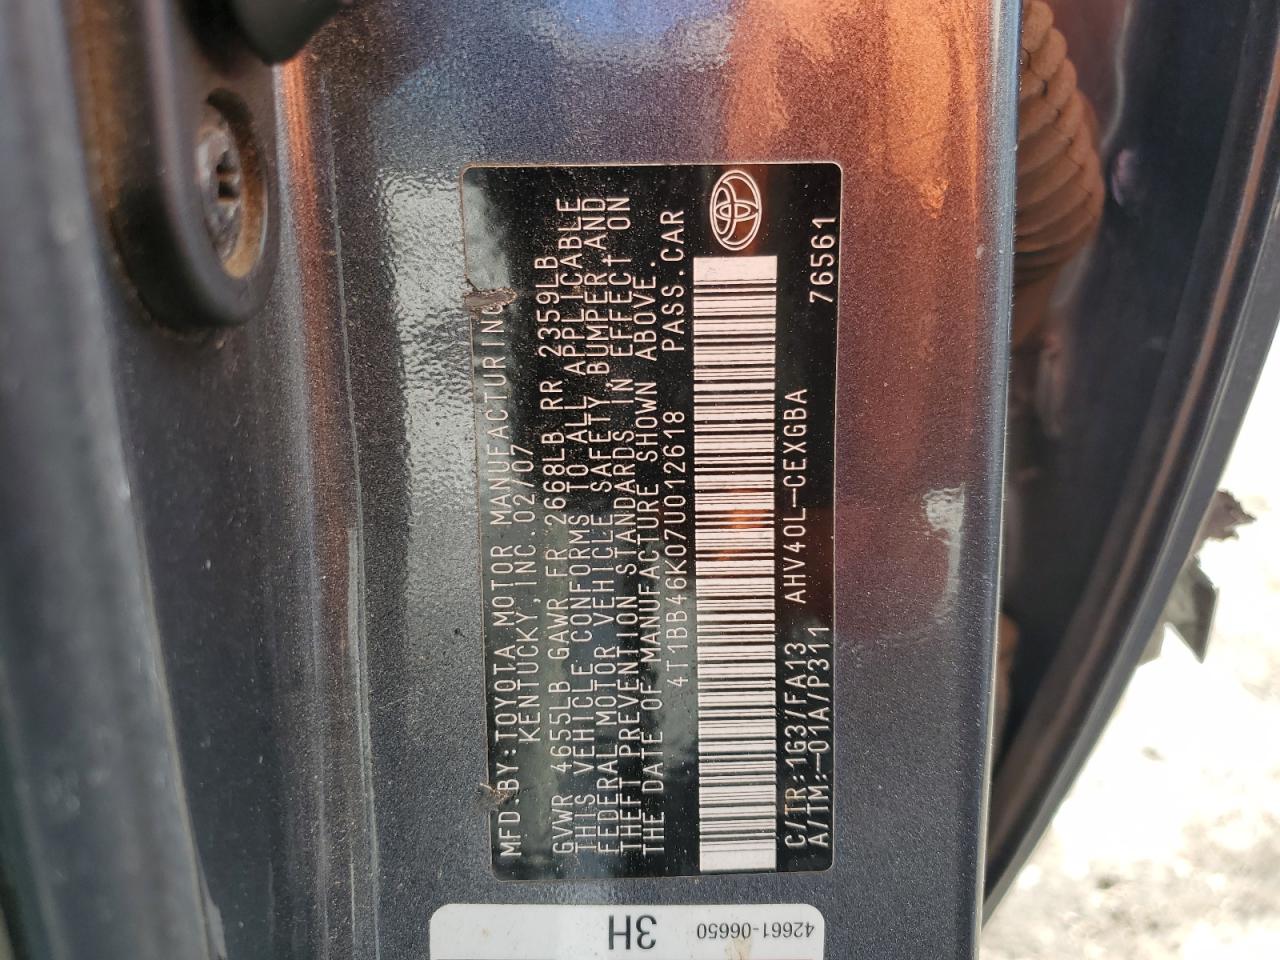 MFD.BY:TOYOTA MOTOR MANUFACTURING
KENTUCKY,INC.02/07
GVWR 4655LB GAWR FR 2668LB RR 2359LB
THIS VEHICLE CONFORMS TO ALL APPLICABLE
FEDERAL MOTOR VEHICLE SAFETY,BUMPER,AND
THEFT PREVENTION STANDARDS IN EFFECT ON
THE DATE OF MANUFACTURE SHOWN ABOVE.
4T1BB46K07U012618 PASS.CAR
C/TR:1G3/FA13 AHV40L-CEXGBA
A/TM:-01A/P311 76561
3H
42661-06650